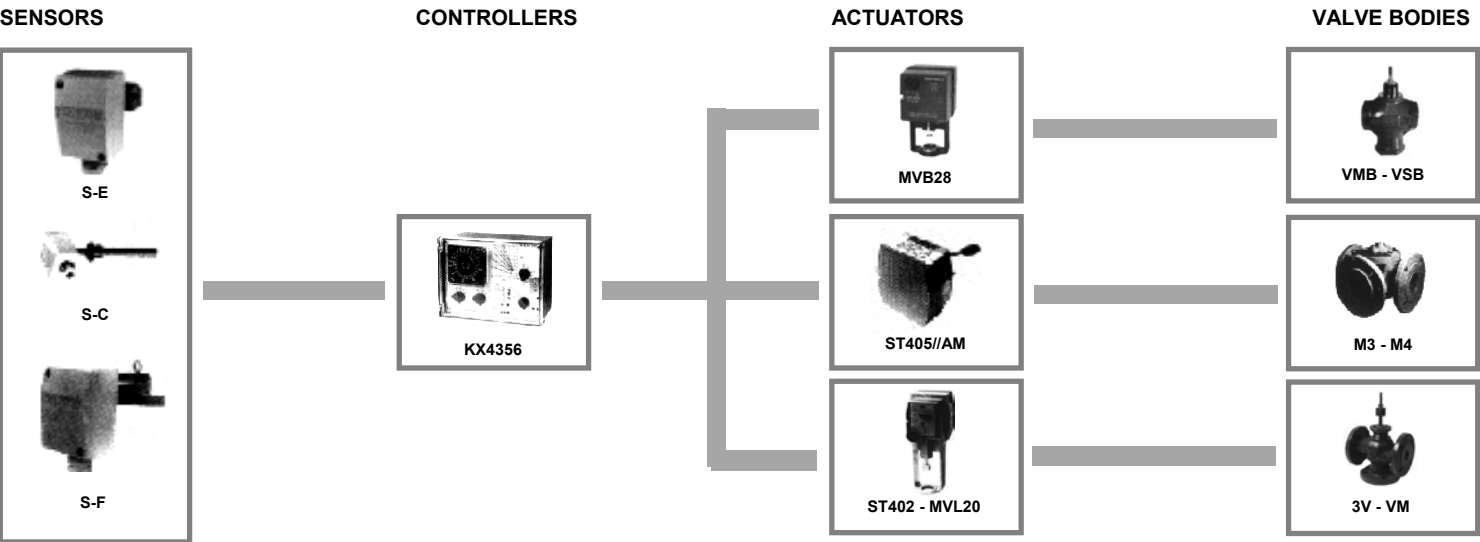 SENSORS
CONTROLLERS
ACTUATORS
VALVE BODIES
S-E
S-C
S-F
KX4356
MVB28
ST405//AM
ST402 - MVL20
VMB - VSB
M3 - M4
3V - VM